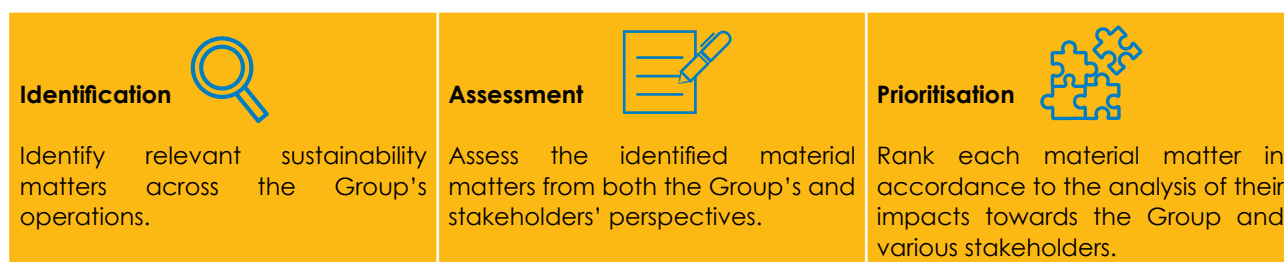 Identification
Identify relevant sustainability
matters across the Group's
operations.
Assessment
Assess the identified material
matters from both the Group's and
stakeholders' perspectives.
Prioritisation
Rank each material matter in
accordance to the analysis of their
impacts towards the Group and
various stakeholders.